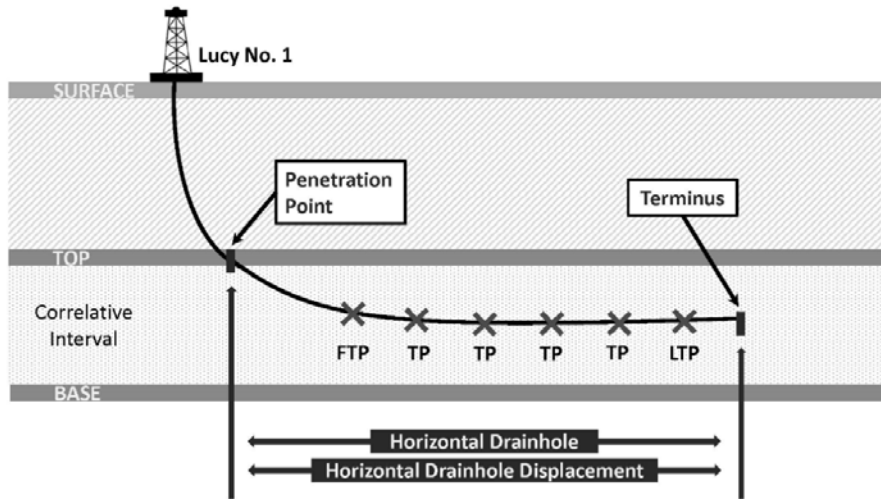 Lucy No. 1
SURFACE
Penetration
Point
Terminus
TOP
Correlative
Interval
FTP TP TP TP TP LTP
BASE
Horizontal Drainhole
Horizontal Drainhole Displacement